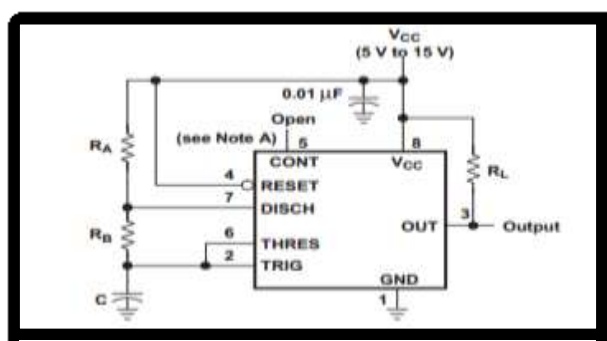 VCC
(5 V to 15 V)
0.01 µF
Open
(see Note A)
5
8
CONT
VCC
RA
RL
4
RESET
7
DISCH
3
OUT
Output
RB
6
THRES
2
TRIG
GND
C
1